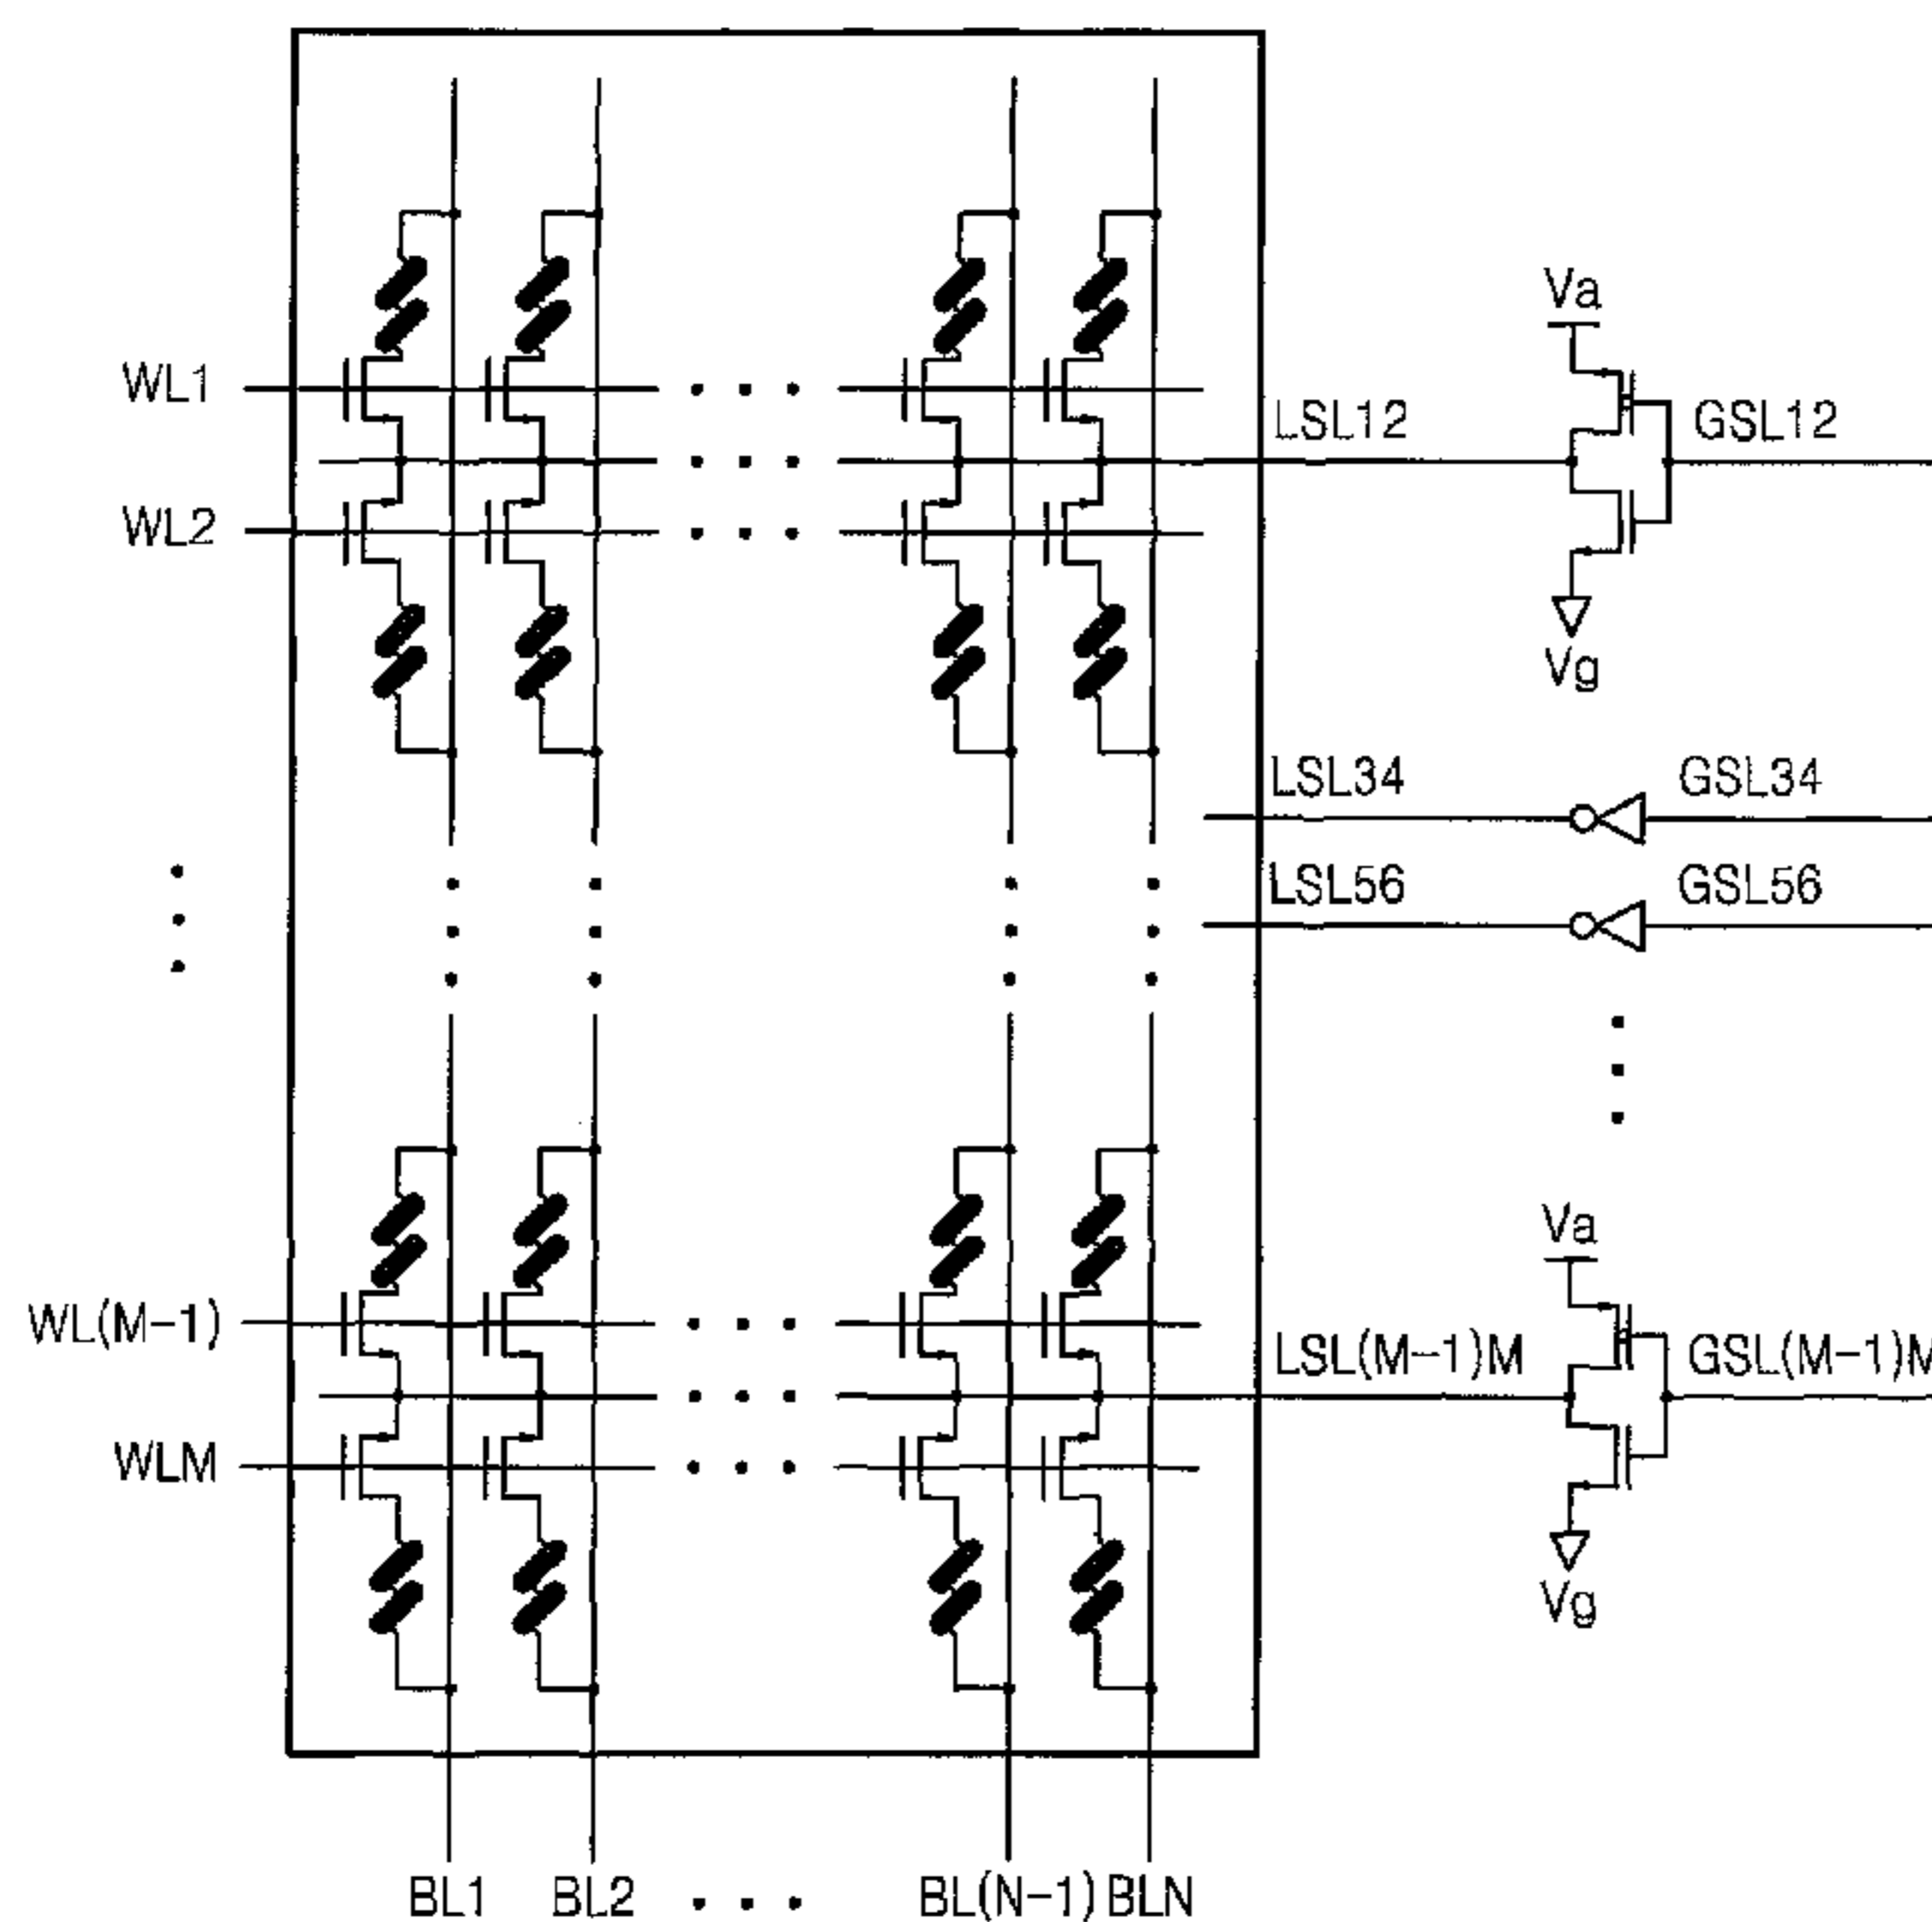 Va
WL1
LSL12
GSL12
WL2
Vg
LSL34
GSL34
LSL56
GSL56
Va
WL(M-1)
LSL(M-1)M
GSL(M-1)M
WLM
Vg
BL1
BL2
BL(N-1)
BLN